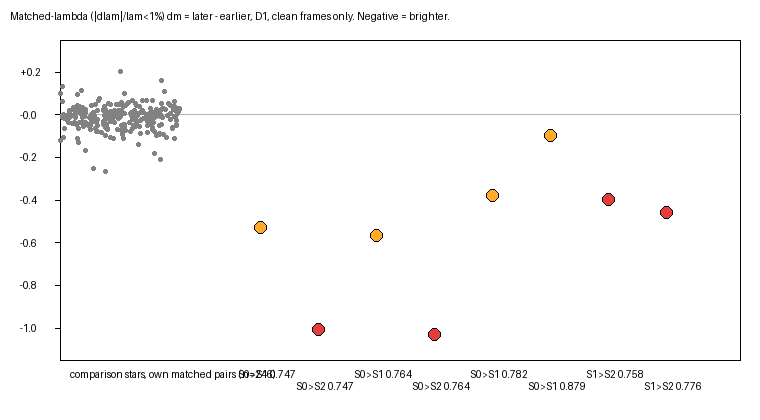 Matched-lambda (|dlam|/lam<1%) dm = later - earlier, D1, clean frames only. Negative = brighter.
+0.2
-0.0
-0.2
-0.4
-0.6
-0.8
-1.0
comparison stars, own matched pairs 0.747 S0>S1 0.764 S0>S1 0.782 S1>S2 0.758
S0>S2 0.747 S0>S2 0.764 S0>S1 0.879 S1>S2 0.776